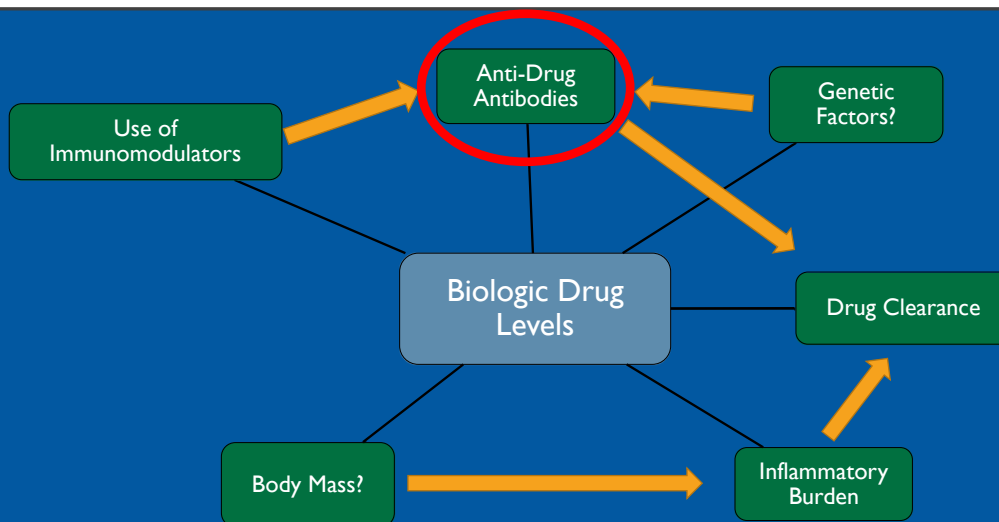 Anti-Drug
Antibodies
Genetic
Factors?
Use of
Immunomodulators
Biologic Drug
Levels
Drug Clearance
Body Mass?
Inflammatory
Burden